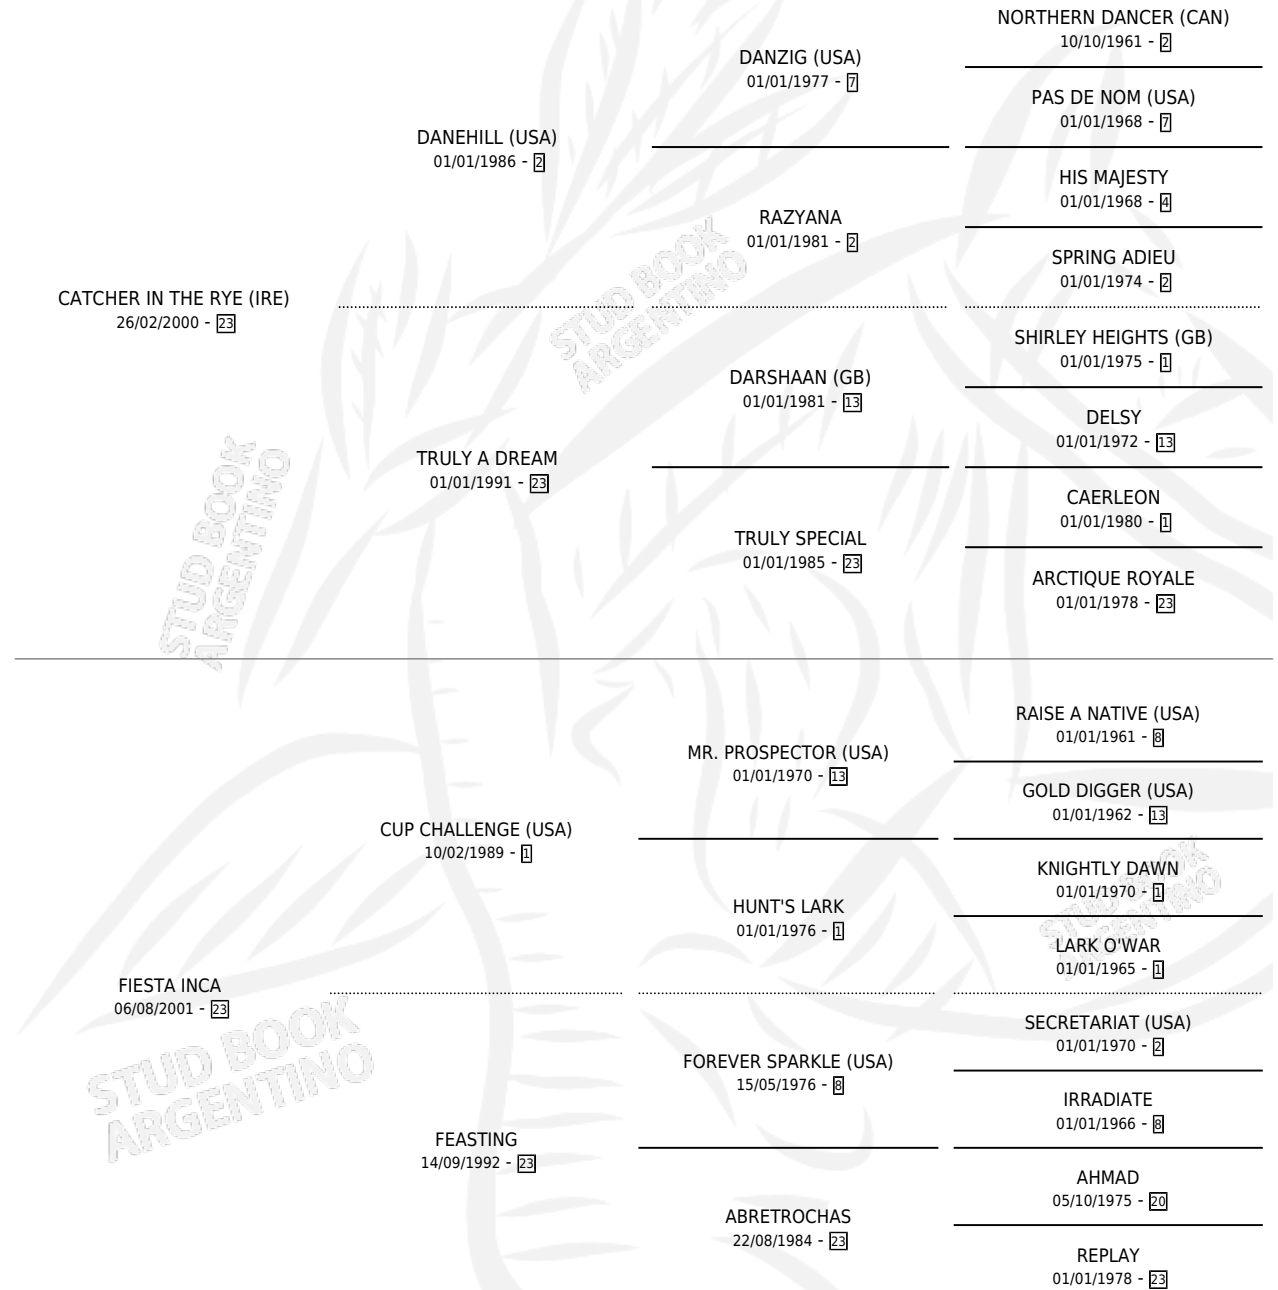 NORTHERN DANCER (CAN)
10/10/1961 - 2
DANZIG (USA)
01/01/1977 - 7
PAS DE NOM (USA)
01/01/1968 - 7
DANEHILL (USA)
01/01/1986 - 2
HIS MAJESTY
01/01/1968 - 4
RAZYANA
01/01/1981 - 2
SPRING ADIEU
01/01/1974 - 2
CATCHER IN THE RYE (IRE)
26/02/2000 - 23
SHIRLEY HEIGHTS (GB)
01/01/1975 - 1
DARSHAAN (GB)
01/01/1981 - 13
DELSY
01/01/1972 - 13
TRULY A DREAM
01/01/1991 - 23
CAERLEON
01/01/1980 - 1
TRULY SPECIAL
01/01/1985 - 23
ARCTIQUE ROYALE
01/01/1978 - 23
RAISE A NATIVE (USA)
01/01/1961 - 8
MR. PROSPECTOR (USA)
01/01/1970 - 13
GOLD DIGGER (USA)
01/01/1962 - 13
CUP CHALLENGE (USA)
10/02/1989 - 1
KNIGHTLY DAWN
01/01/1970 - 1
HUNT'S LARK
01/01/1976 - 1
LARK O'WAR
01/01/1965 - 1
FIESTA INCA
06/08/2001 - 23
SECRETARIAT (USA)
01/01/1970 - 2
FOREVER SPARKLE (USA)
15/05/1976 - 8
IRRADIATE
01/01/1966 - 8
FEASTING
14/09/1992 - 23
AHMAD
05/10/1975 - 20
ABRETROCHAS
22/08/1984 - 23
REPLAY
01/01/1978 - 23
STUD BOOK
ARGENTINO
STUD BOOK
ARGENTINO
STUD BOOK
ARGENTINO
STUD BOOK
ARGENTINO